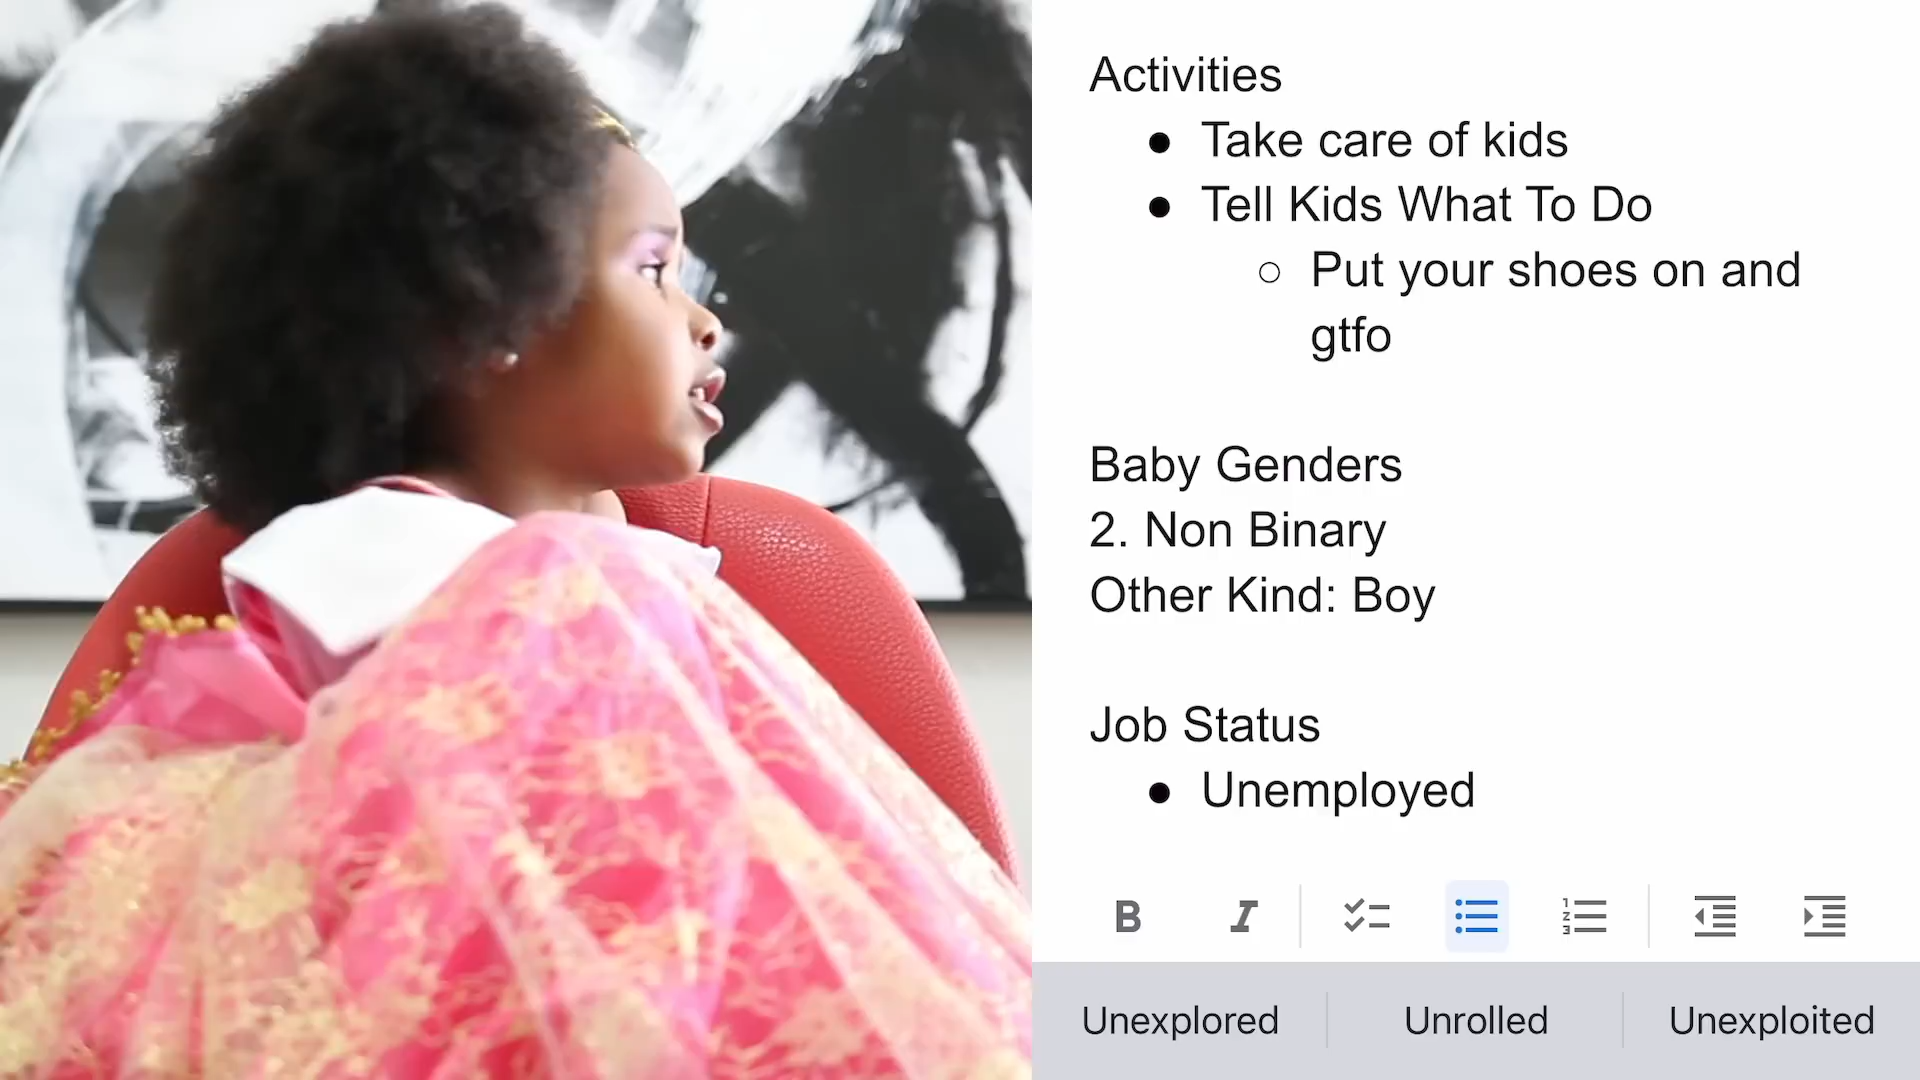 Activities
● Take care of kids
● Tell Kids What To Do
○ Put your shoes on and
gtfo
Baby Genders
2. Non Binary
Other Kind: Boy
Job Status
● Unemployed
B I
Unexplored Unrolled Unexploited